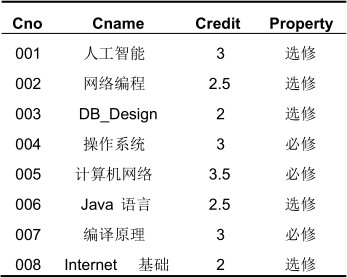 Cno Cname Credit Property
001 人工智能 3 选修
002 网络编程 2.5 选修
003 DB_Design 2 选修
004 操作系统 3 必修
005 计算机网络 3.5 必修
006 Java 语言 2.5 选修
007 编译原理 3 必修
008 Internet 基础 2 选修